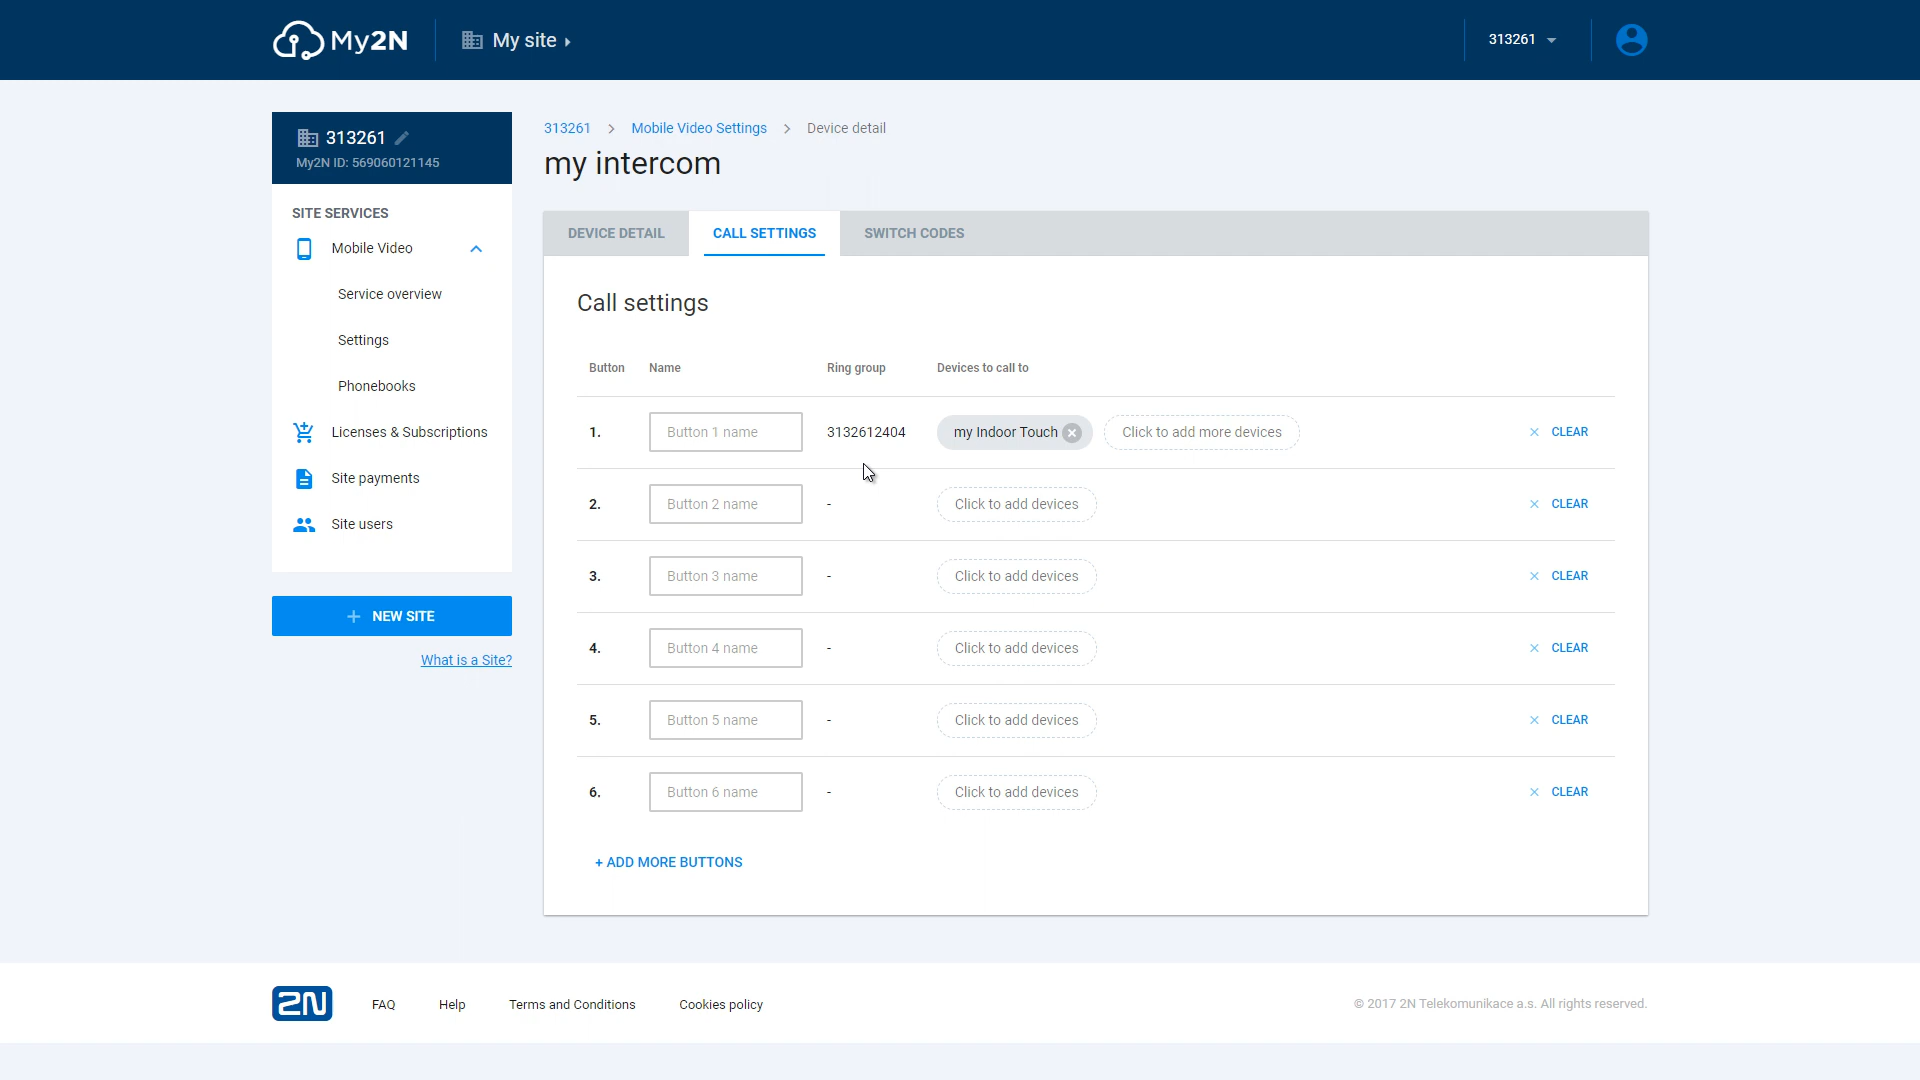 My2N
My site
313261
313261
My2N ID: 569060121145
SITE SERVICES
Mobile Video
Service overview
Settings
Phonebooks
Licenses & Subscriptions
Site payments
Site users
+ NEW SITE
What is a Site?
313261 > Mobile Video Settings > Device detail
my intercom
DEVICE DETAIL CALL SETTINGS SWITCH CODES
Call settings
Button Name Ring group Devices to call to
1. Button 1 name 3132612404 my Indoor Touch Click to add more devices × CLEAR
2. Button 2 name - Click to add devices × CLEAR
3. Button 3 name - Click to add devices × CLEAR
4. Button 4 name - Click to add devices × CLEAR
5. Button 5 name - Click to add devices × CLEAR
6. Button 6 name - Click to add devices × CLEAR
+ ADD MORE BUTTONS
2N FAQ Help Terms and Conditions Cookies policy © 2017 2N Telekomunikace a.s. All rights reserved.